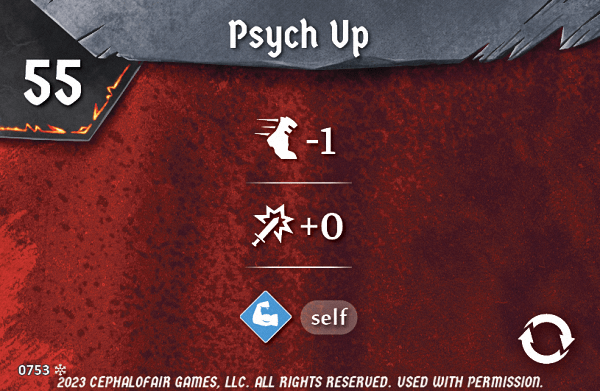 Psych Up
55
-1
+0
self
0753 ❇
2023 CEPHALOFAIR GAMES, LLC. ALL RIGHTS RESERVED. USED WITH PERMISSION.